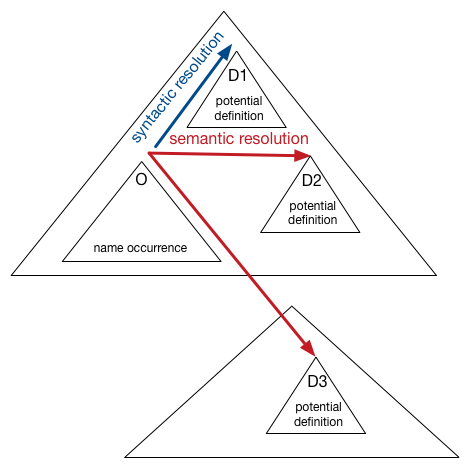 syntactic resolution
D1
potential
definition
semantic resolution
O
name occurrence
D2
potential
definition
D3
potential
definition